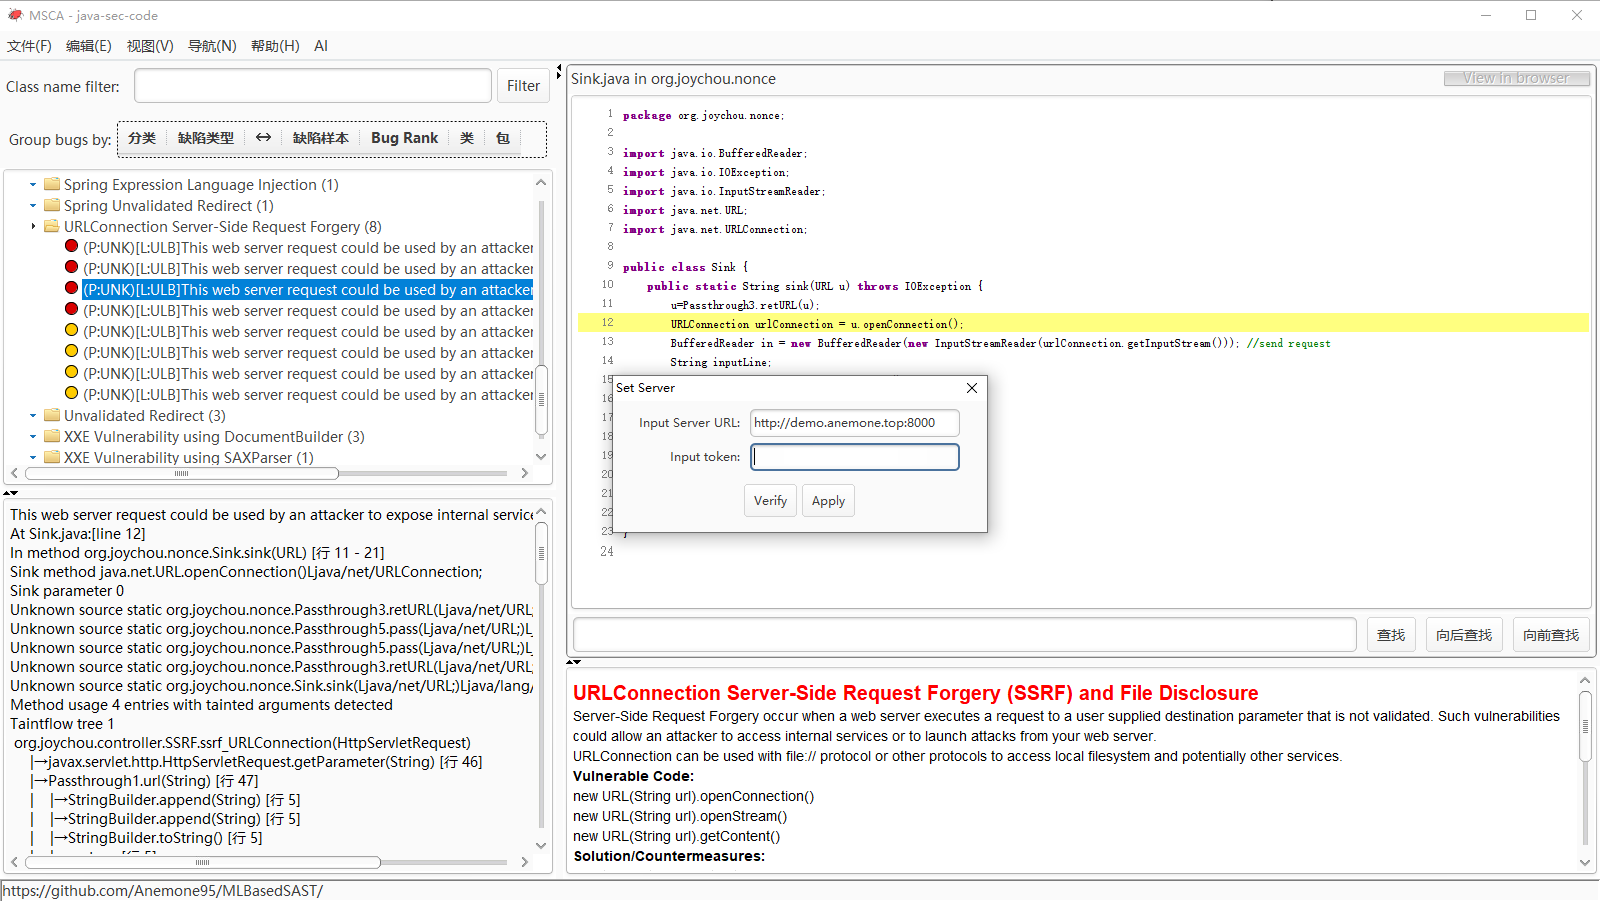 MSCA - java-sec-code
文件(F) 编辑(E) 视图(V) 导航(N) 帮助(H) AI
Class name filter: Filter
Group bugs by: 分类 缺陷类型 ↔ 缺陷样本 Bug Rank 类 包
Spring Expression Language Injection (1)
Spring Unvalidated Redirect (1)
URLConnection Server-Side Request Forgery (8)
(P:UNK)[L:ULB]This web server request could be used by an attacker
(P:UNK)[L:ULB]This web server request could be used by an attacker
(P:UNK)[L:ULB]This web server request could be used by an attacker
(P:UNK)[L:ULB]This web server request could be used by an attacker
(P:UNK)[L:ULB]This web server request could be used by an attacker
(P:UNK)[L:ULB]This web server request could be used by an attacker
(P:UNK)[L:ULB]This web server request could be used by an attacker
(P:UNK)[L:ULB]This web server request could be used by an attacker
Unvalidated Redirect (3)
XXE Vulnerability using DocumentBuilder (3)
XXE Vulnerability using SAXParser (1)
This web server request could be used by an attacker to expose internal service
At Sink.java:[line 12]
In method org.joychou.nonce.Sink.sink(URL) [行 11 - 21]
Sink method java.net.URL.openConnection()Ljava/net/URLConnection;
Sink parameter 0
Unknown source static org.joychou.nonce.Passthrough3.retURL(Ljava/net/URL;
Unknown source static org.joychou.nonce.Passthrough5.pass(Ljava/net/URL;)L
Unknown source static org.joychou.nonce.Passthrough5.pass(Ljava/net/URL;)L
Unknown source static org.joychou.nonce.Passthrough3.retURL(Ljava/net/URL;
Unknown source static org.joychou.nonce.Sink.sink(Ljava/net/URL;)Ljava/lang/
Method usage 4 entries with tainted arguments detected
Taintflow tree 1
org.joychou.controller.SSRF.ssrf_URLConnection(HttpServletRequest)
|→javax.servlet.http.HttpServletRequest.getParameter(String) [行 46]
|→Passthrough1.url(String) [行 47]
| |→StringBuilder.append(String) [行 5]
| |→StringBuilder.append(String) [行 5]
| |→StringBuilder.toString() [行 5]
Sink.java in org.joychou.nonce View in browser
1 package org.joychou.nonce;
2
3 import java.io.BufferedReader;
4 import java.io.IOException;
5 import java.io.InputStreamReader;
6 import java.net.URL;
7 import java.net.URLConnection;
8
9 public class Sink {
10 public static String sink(URL u) throws IOException {
11 u=Passthrough3.retURL(u);
12 URLConnection urlConnection = u.openConnection();
13 BufferedReader in = new BufferedReader(new InputStreamReader(urlConnection.getInputStream())); //send request
14 String inputLine;
15
16
17
18
19
20
21
22
23 }
24
Set Server
Input Server URL: http://demo.anemone.top:8000
Input token:
Verify Apply
查找 向后查找 向前查找
URLConnection Server-Side Request Forgery (SSRF) and File Disclosure
Server-Side Request Forgery occur when a web server executes a request to a user supplied destination parameter that is not validated. Such vulnerabilities
could allow an attacker to access internal services or to launch attacks from your web server.
URLConnection can be used with file:// protocol or other protocols to access local filesystem and potentially other services.
Vulnerable Code:
new URL(String url).openConnection()
new URL(String url).openStream()
new URL(String url).getContent()
Solution/Countermeasures:
https://github.com/Anemone95/MLBasedSAST/